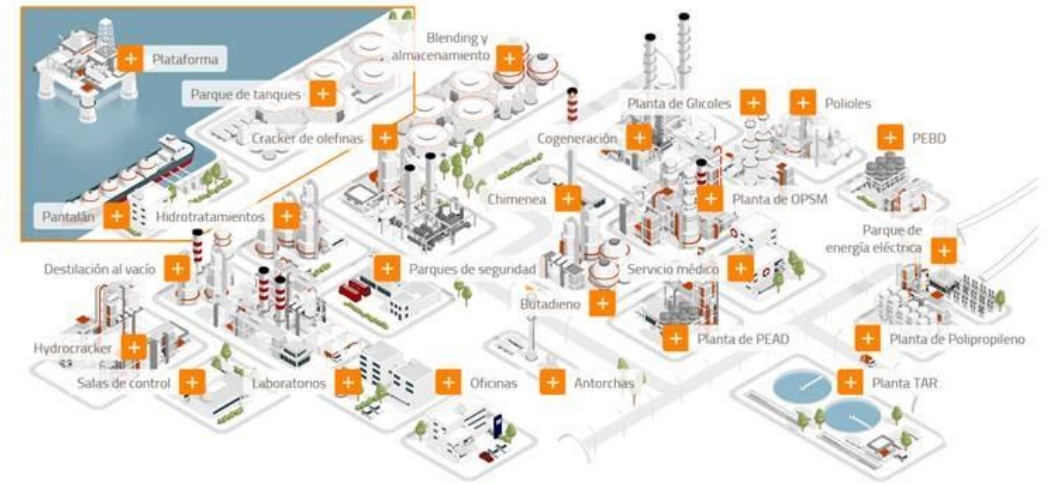 Plataforma
Blending y
almacenamiento
Parque de tanques
Cracker de olefinas
Cogeneración
Planta de Glicoles
Polioles
PEBD
Pantalán
Hidrotratamientos
Chimenea
Planta de OPSM
Parque de
energía eléctrica
Destilación al vacío
Parques de seguridad
Servicio médico
Butadieno
Hydrocracker
Planta de PEAD
Planta de Polipropileno
Salas de control
Laboratorios
Oficinas
Antorchas
Planta TAR